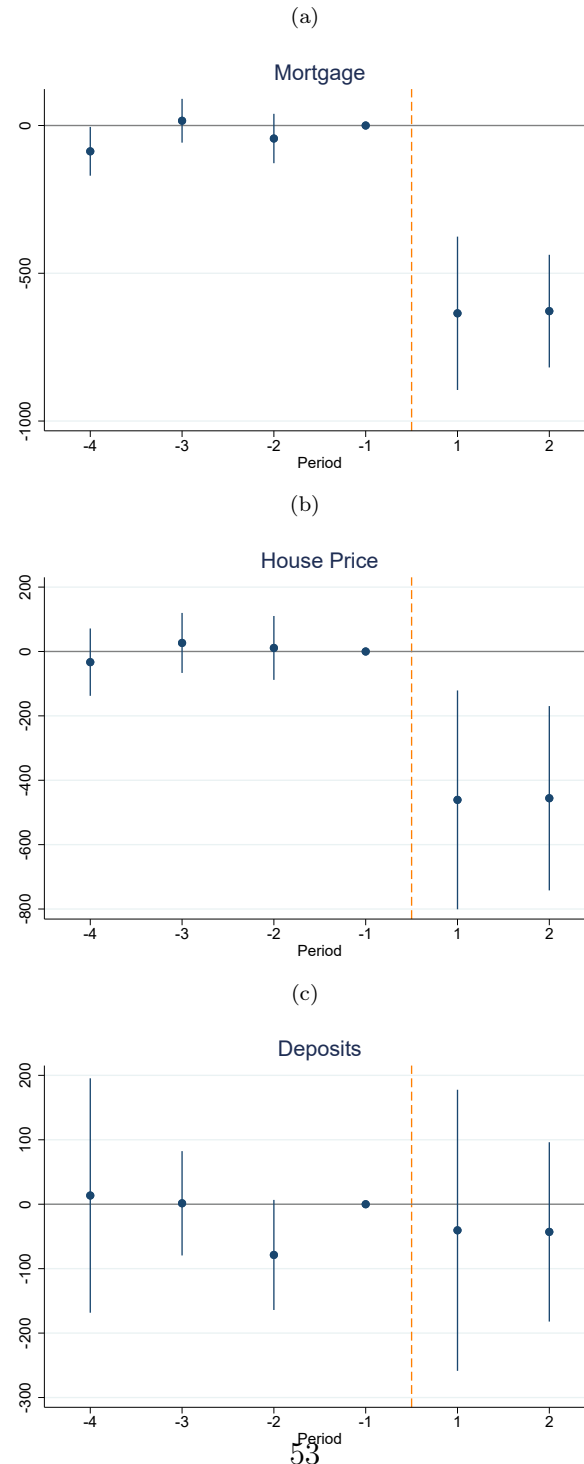 (a)
Mortgage
0
-500
-1000
-4 -3 -2 -1 1 2
Period
(b)
House Price
200
0
-200
-400
-600
-800
-4 -3 -2 -1 1 2
Period
(c)
Deposits
200
100
0
-100
-200
-300
-4 -3 -2 -1 1 2
Period
53